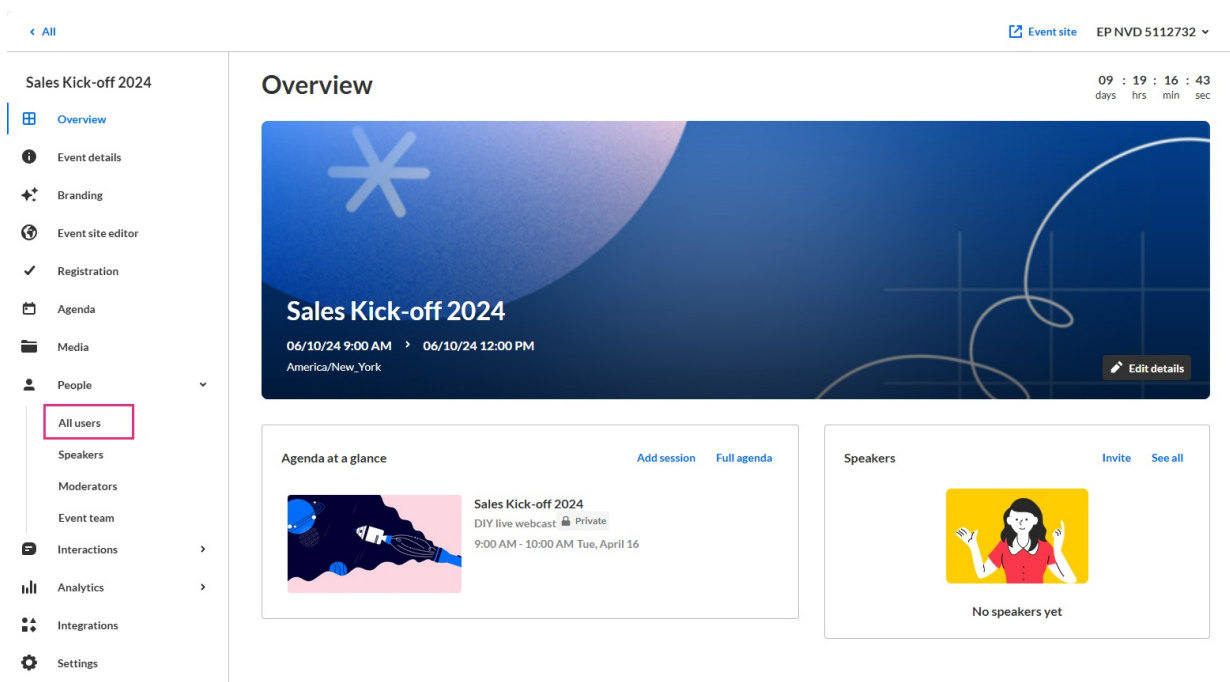 All
Event site
EP NVD 5112732
Sales Kick-off 2024
Overview
Event details
Branding
Event site editor
Registration
Agenda
Media
People
All users
Speakers
Moderators
Event team
Interactions
Analytics
Integrations
Settings
Overview
09 : 19 : 16 : 43
days hrs min sec
Sales Kick-off 2024
06/10/24 9:00 AM > 06/10/24 12:00 PM
America/New_York
Edit details
Agenda at a glance
Add session
Full agenda
Sales Kick-off 2024
DIY live webcast Private
9:00 AM - 10:00 AM Tue, April 16
Speakers
Invite
See all
No speakers yet